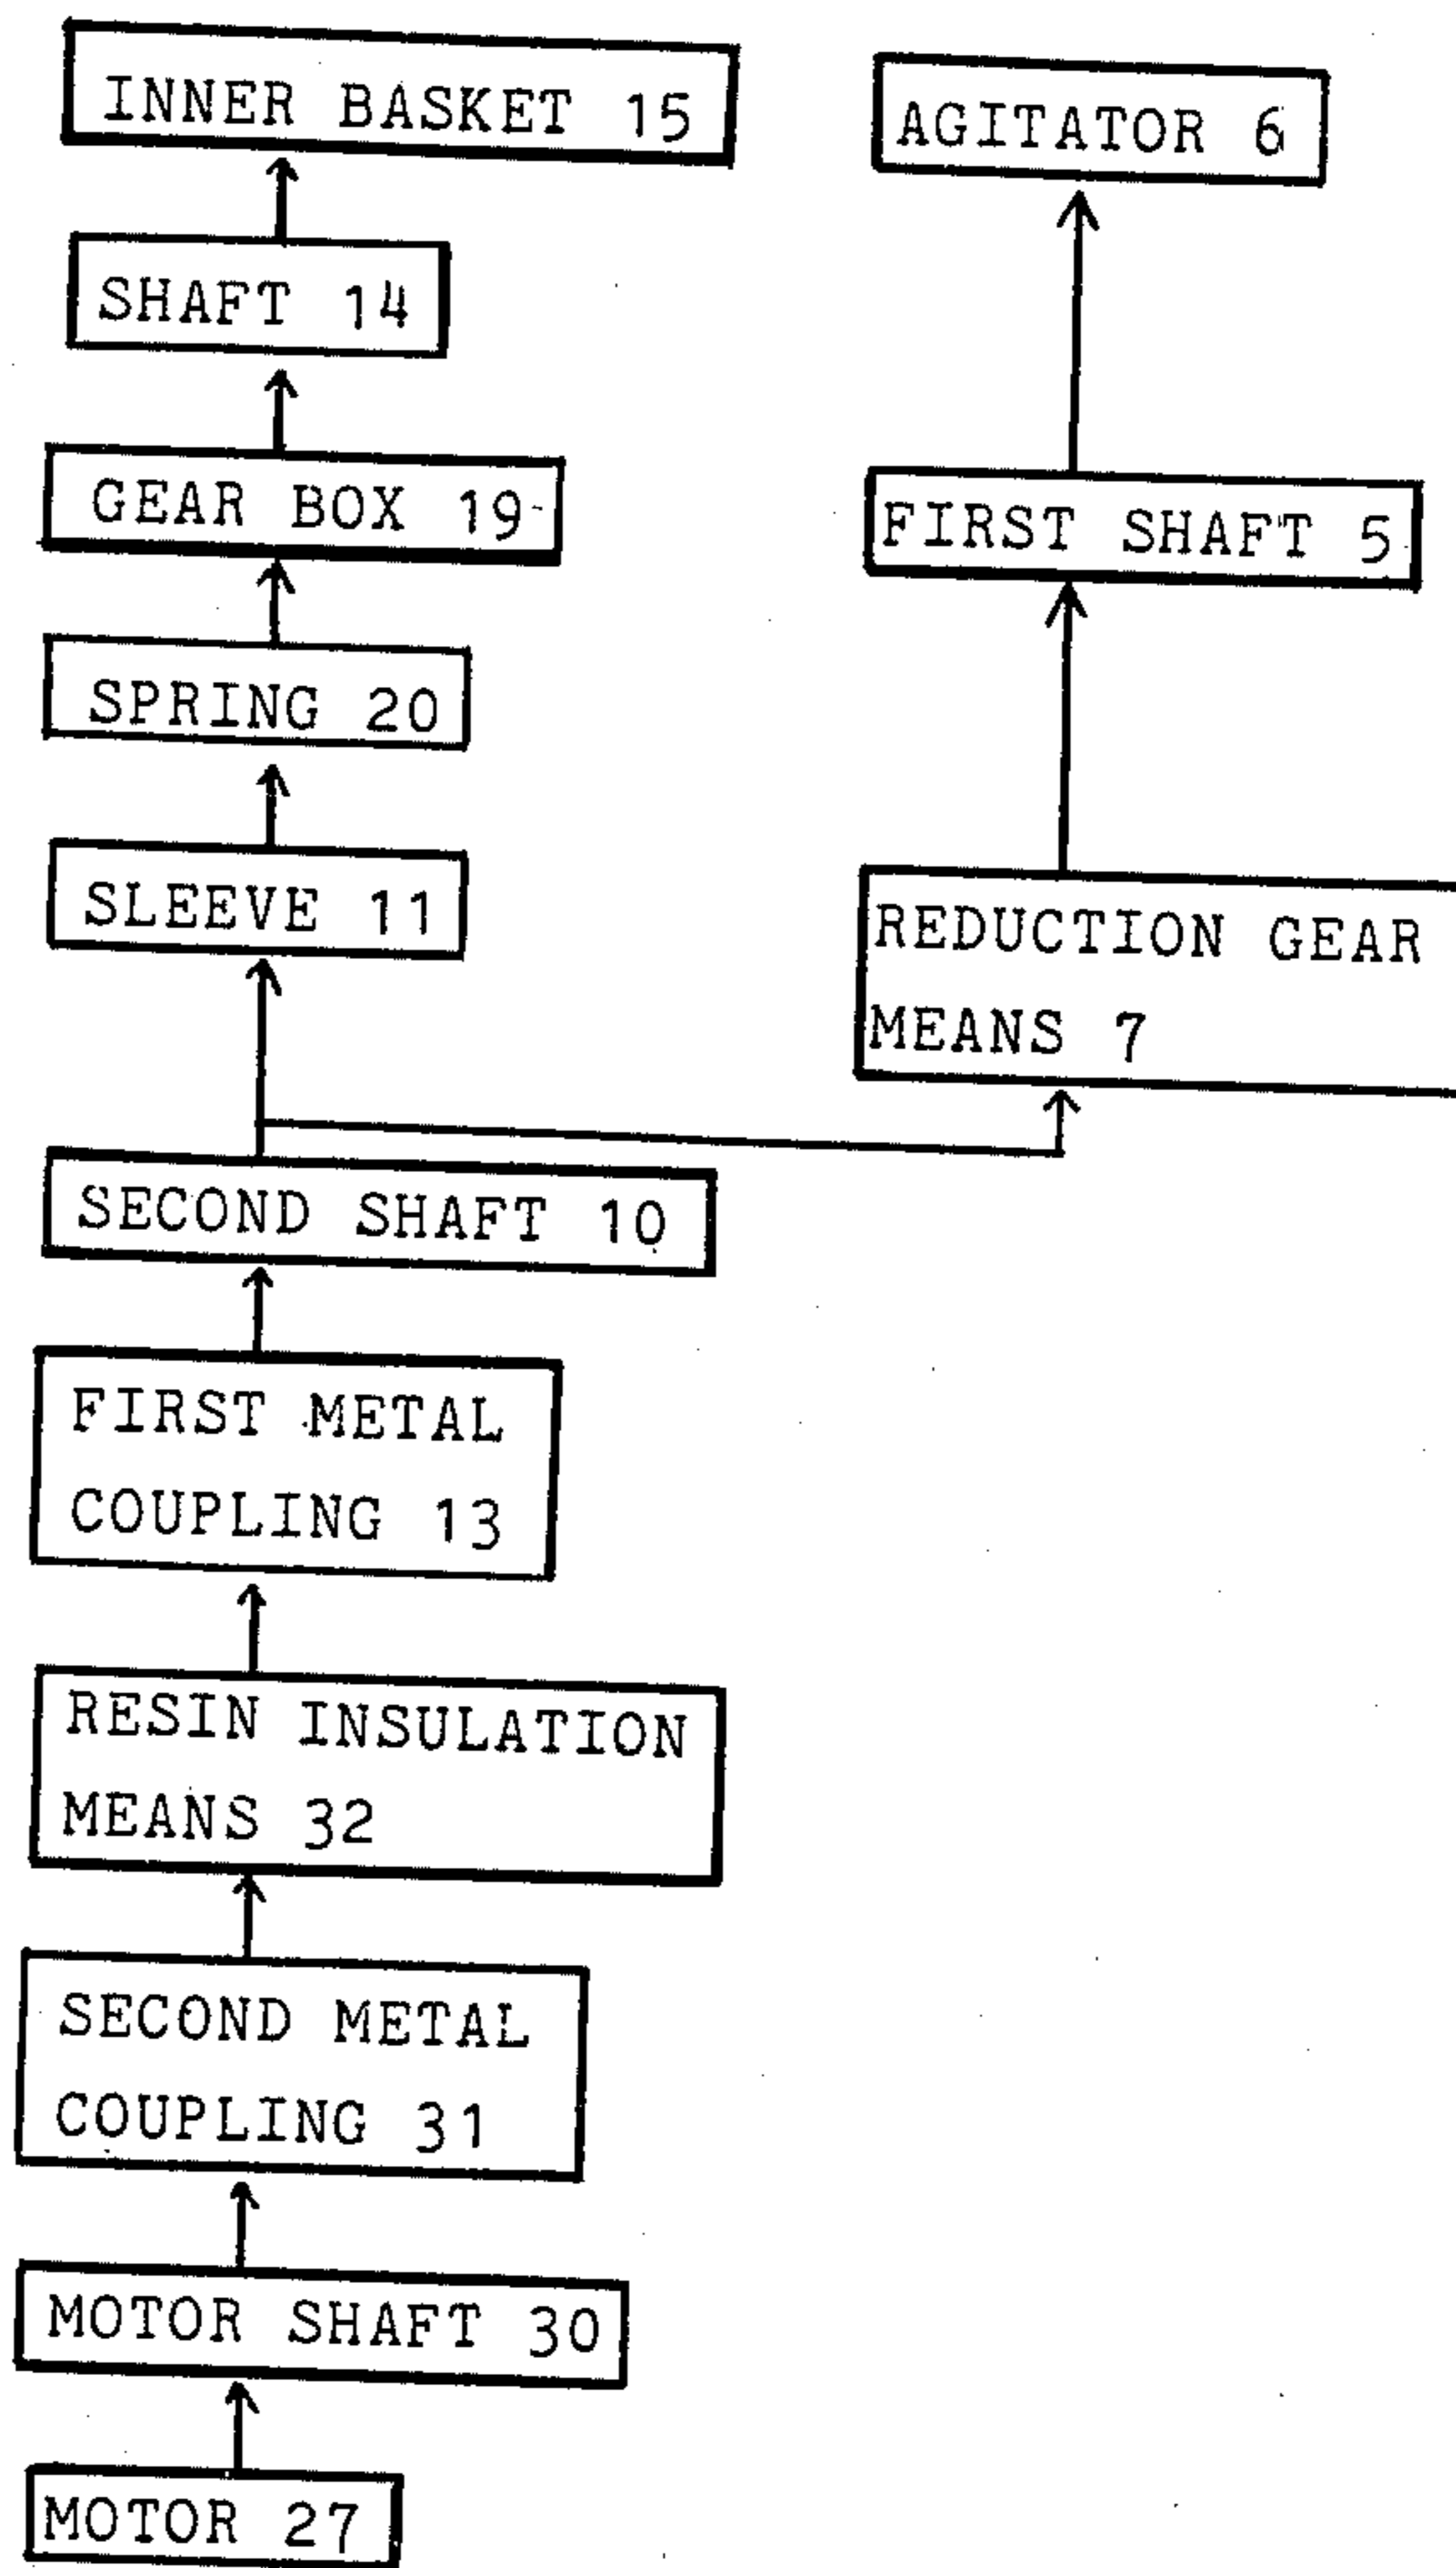 INNER BASKET 15
AGITATOR 6
SHAFT 14
GEAR BOX 19
FIRST SHAFT 5
SPRING 20
SLEEVE 11
REDUCTION GEAR
MEANS 7
SECOND SHAFT 10
FIRST METAL
COUPLING 13
RESIN INSULATION
MEANS 32
SECOND METAL
COUPLING 31
MOTOR SHAFT 30
MOTOR 27